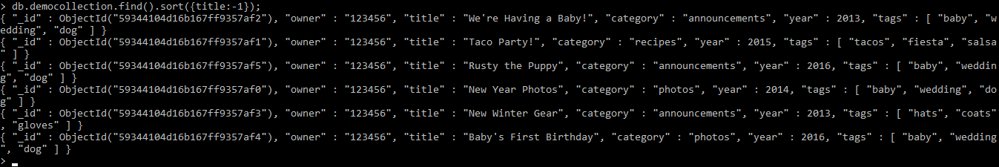 > db.democollection.find().sort({title:-1});
{ "_id" : ObjectId("59344104d16b167ff9357af2"), "owner" : "123456", "title" : "We're Having a Baby!", "category" : "announcements", "year" : 2013, "tags" : [ "baby", "w
edding", "dog" ] }
{ "_id" : ObjectId("59344104d16b167ff9357af1"), "owner" : "123456", "title" : "Taco Party!", "category" : "recipes", "year" : 2015, "tags" : [ "tacos", "fiesta", "salsa
" ] }
{ "_id" : ObjectId("59344104d16b167ff9357af5"), "owner" : "123456", "title" : "Rusty the Puppy", "category" : "announcements", "year" : 2016, "tags" : [ "baby", "weddin
g", "dog" ] }
{ "_id" : ObjectId("59344104d16b167ff9357af0"), "owner" : "123456", "title" : "New Year Photos", "category" : "photos", "year" : 2014, "tags" : [ "baby", "wedding", "do
g" ] }
{ "_id" : ObjectId("59344104d16b167ff9357af3"), "owner" : "123456", "title" : "New Winter Gear", "category" : "announcements", "year" : 2013, "tags" : [ "hats", "coats"
, "gloves" ] }
{ "_id" : ObjectId("59344104d16b167ff9357af4"), "owner" : "123456", "title" : "Baby's First Birthday", "category" : "photos", "year" : 2016, "tags" : [ "baby", "wedding
", "dog" ] }
>